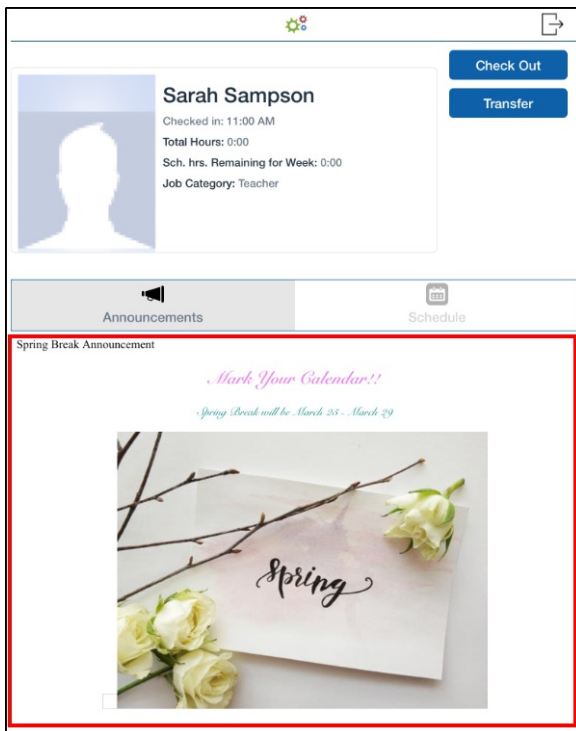 Check Out
Sarah Sampson
Transfer
Checked in: 11:00 AM
Total Hours: 0:00
Sch. hrs. Remaining for Week: 0:00
Job Category: Teacher
Announcements
Schedule
Spring Break Announcement
Mark Your Calendar!!
Spring Break will be March 25 - March 29
Spring